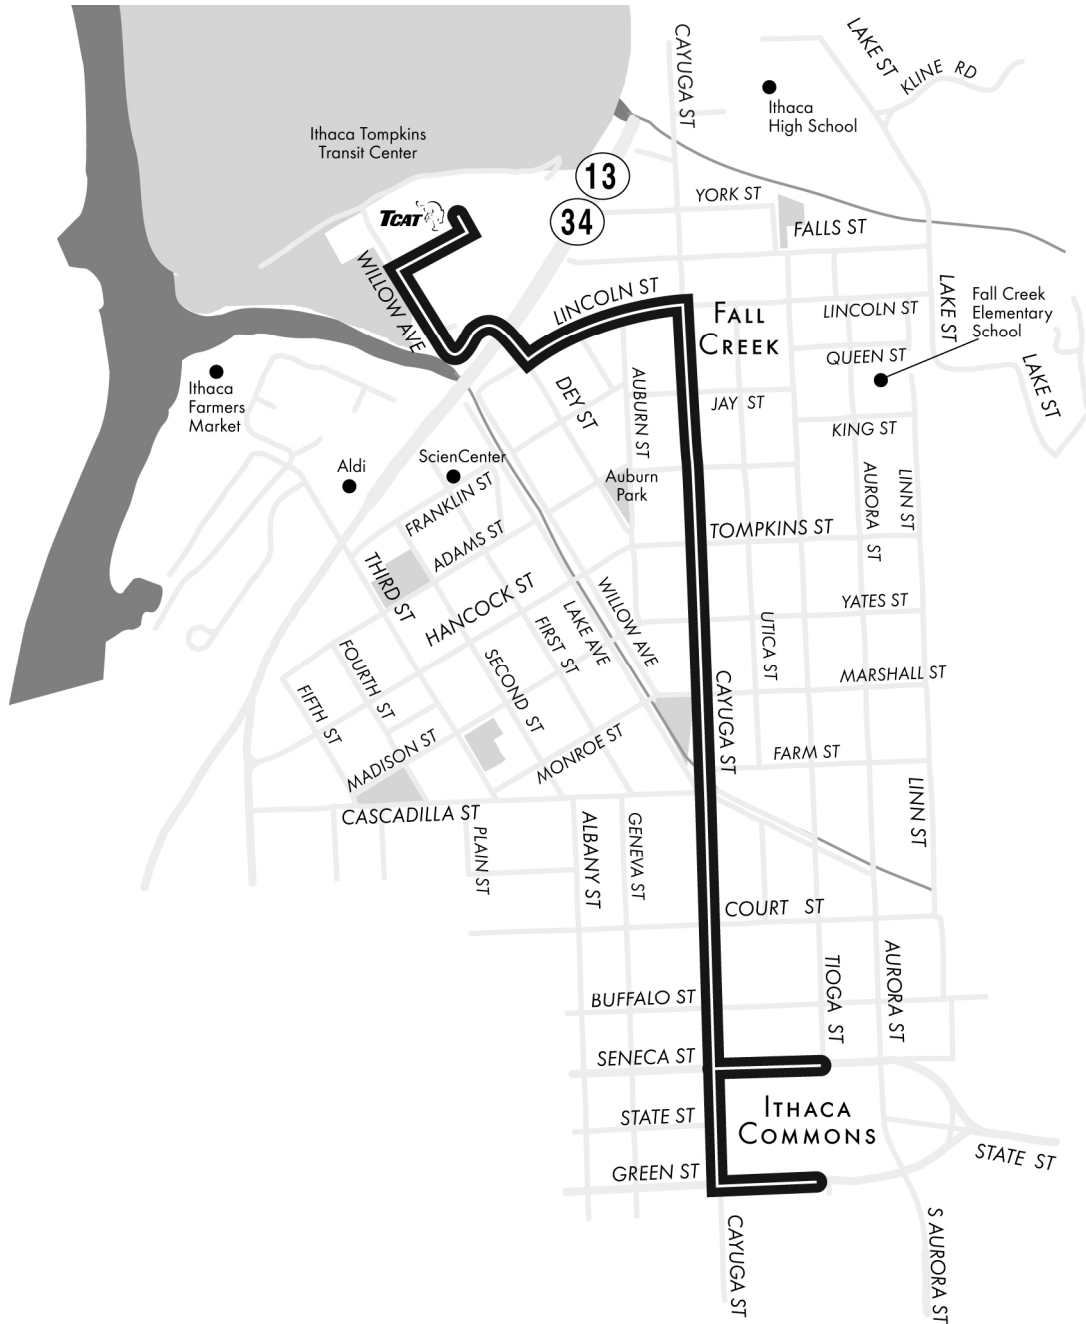 LAKE ST
KLINE RD
CAYUGA ST
Ithaca
High School
Ithaca Tompkins
Transit Center
13
YORK ST
TCAT
34
FALLS ST
WILLOW AVE
LINCOLN ST
FALL
CREEK
LINCOLN ST
LAKE ST
Fall Creek
Elementary
School
QUEEN ST
LAKE ST
Ithaca
Farmers
Market
DEY ST
AUBURN ST
JAY ST
KING ST
Aldi
ScienCenter
Auburn
Park
FRANKLIN ST
AURORA ST
LINN ST
ADAMS ST
TOMPKINS ST
THIRD ST
HANCOCK ST
WILLOW AVE
LAKE AVE
FIRST ST
YATES ST
UTICA ST
FOURTH ST
SECOND ST
MARSHALL ST
FIFTH ST
CAYUGA ST
MADISON ST
MONROE ST
FARM ST
CASCADILLA ST
LINN ST
PLAIN ST
ALBANY ST
GENEVA ST
COURT ST
TIOGA ST
AURORA ST
BUFFALO ST
SENECA ST
STATE ST
ITHACA
COMMONS
STATE ST
GREEN ST
CAYUGA ST
S AURORA ST